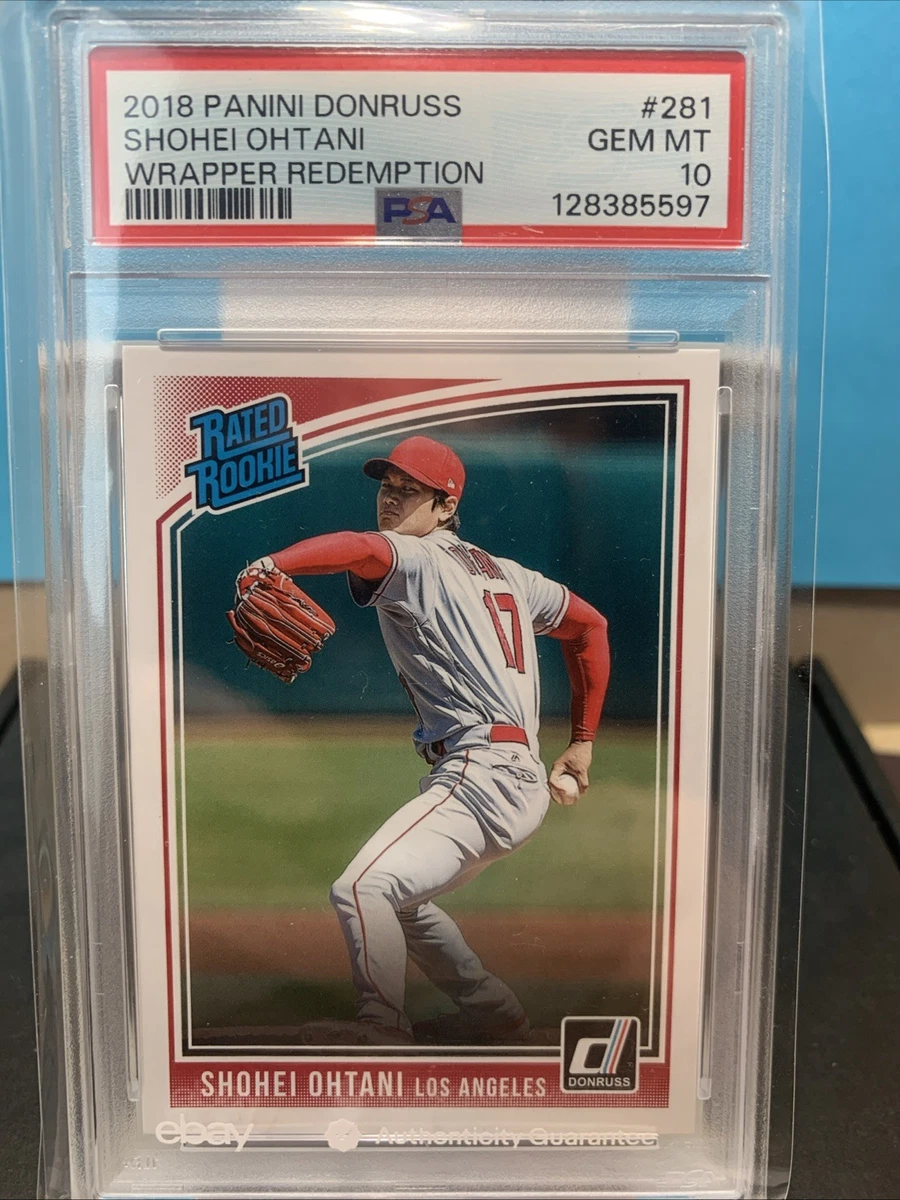 2018 PANINI DONRUSS #281
SHOHEI OHTANI GEM MT
WRAPPER REDEMPTION 10
PSA 128385597
RATED
ROOKIE
17
DONRUSS
SHOHEI OHTANI LOS ANGELES
ebay Authenticity Guarantee